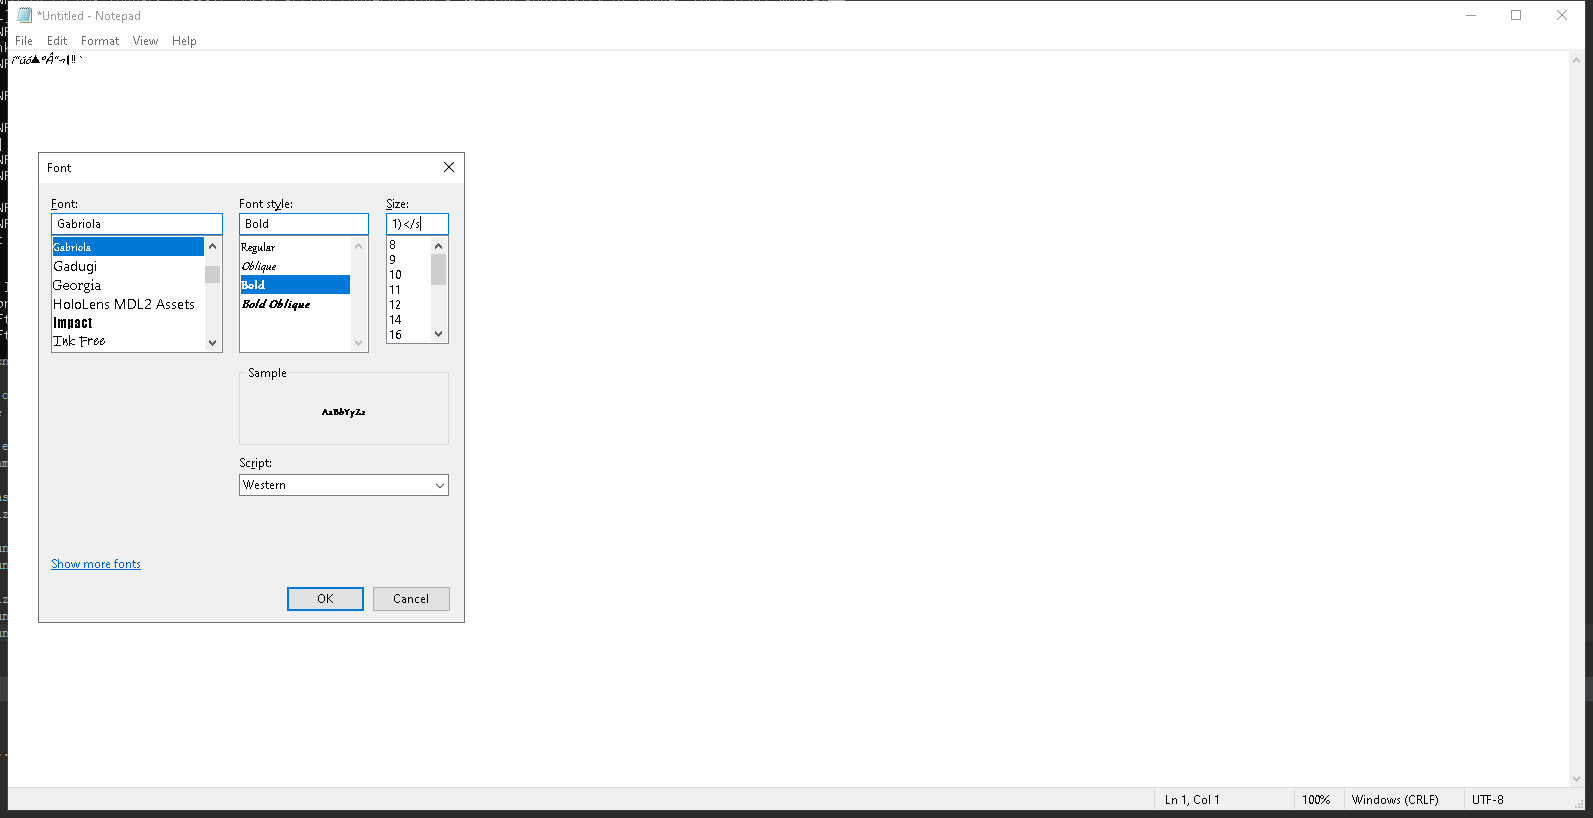 *Untitled - Notepad
File Edit Format View Help
Font
Font: Font style: Size:
Gabriola Bold 1)</s
Gabriola Regular 8
Gadugi Oblique 9
Georgia Bold 10
HoloLens MDL2 Assets Bold Oblique 11
Impact 12
Ink Free 14
16
Sample
AaBbYyZz
Script:
Western
Show more fonts
OK Cancel
Ln 1, Col 1 100% Windows (CRLF) UTF-8